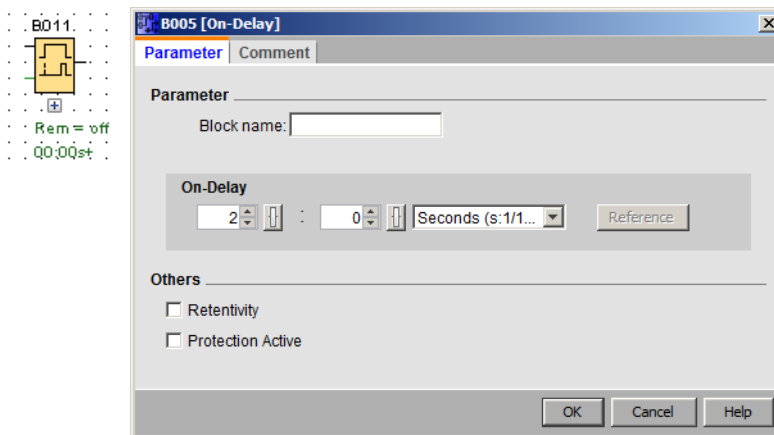 B011
Rem = off
00:00s+
B005 [On-Delay]
Parameter
Comment
Parameter
Block name:
On-Delay
2 : 0 Seconds (s:1/1... Reference
Others
Retentivity
Protection Active
OK Cancel Help